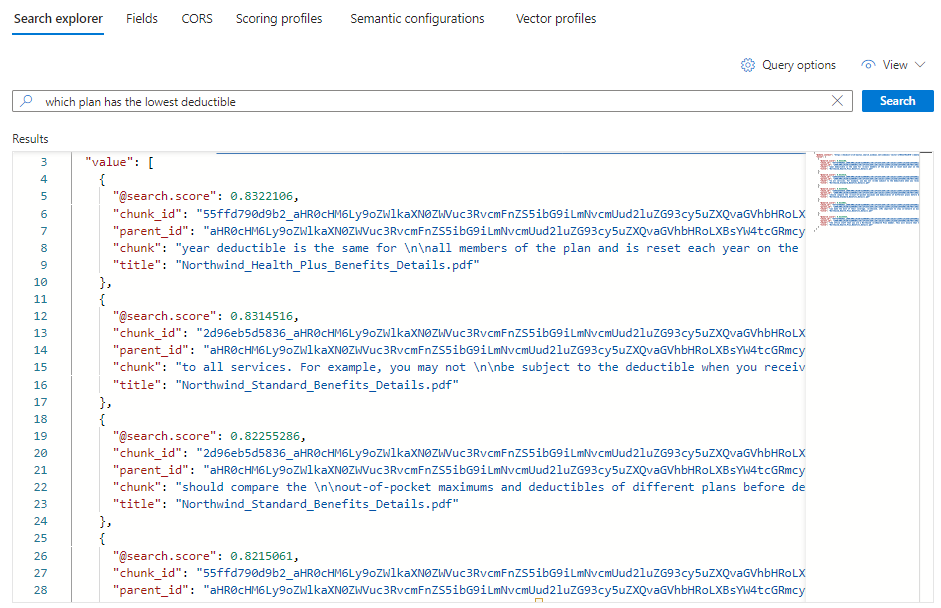 Search explorer Fields CORS Scoring profiles Semantic configurations Vector profiles
Query options View
which plan has the lowest deductible Search
Results
3 "value": [
4 {
5 "@search.score": 0.8322106,
6 "chunk_id": "55ffd790d9b2_aHR0cHM6Ly9oZWlkaXN0ZWVuc3RvcmFnZS5ibG9iLmNvcmUud2luZG93cy5uZXQvaGVhbHRoLX
7 "parent_id": "aHR0cHM6Ly9oZWlkaXN0ZWVuc3RvcmFnZS5ibG9iLmNvcmUud2luZG93cy5uZXQvaGVhbHRoLXBsYW4tcGRmcy
8 "chunk": "year deductible is the same for \n\nall members of the plan and is reset each year on the
9 "title": "Northwind_Health_Plus_Benefits_Details.pdf"
10 },
11 {
12 "@search.score": 0.8314516,
13 "chunk_id": "2d96eb5d5836_aHR0cHM6Ly9oZWlkaXN0ZWVuc3RvcmFnZS5ibG9iLmNvcmUud2luZG93cy5uZXQvaGVhbHRoLX
14 "parent_id": "aHR0cHM6Ly9oZWlkaXN0ZWVuc3RvcmFnZS5ibG9iLmNvcmUud2luZG93cy5uZXQvaGVhbHRoLXBsYW4tcGRmcy
15 "chunk": "to all services. For example, you may not \n\nbe subject to the deductible when you receiv
16 "title": "Northwind_Standard_Benefits_Details.pdf"
17 },
18 {
19 "@search.score": 0.82255286,
20 "chunk_id": "2d96eb5d5836_aHR0cHM6Ly9oZWlkaXN0ZWVuc3RvcmFnZS5ibG9iLmNvcmUud2luZG93cy5uZXQvaGVhbHRoLX
21 "parent_id": "aHR0cHM6Ly9oZWlkaXN0ZWVuc3RvcmFnZS5ibG9iLmNvcmUud2luZG93cy5uZXQvaGVhbHRoLXBsYW4tcGRmcy
22 "chunk": "should compare the \n\nout-of-pocket maximums and deductibles of different plans before de
23 "title": "Northwind_Standard_Benefits_Details.pdf"
24 },
25 {
26 "@search.score": 0.8215061,
27 "chunk_id": "55ffd790d9b2_aHR0cHM6Ly9oZWlkaXN0ZWVuc3RvcmFnZS5ibG9iLmNvcmUud2luZG93cy5uZXQvaGVhbHRoLX
28 "parent_id": "aHR0cHM6Ly9oZWlkaXN0ZWVuc3RvcmFnZS5ibG9iLmNvcmUud2luZG93cy5uZXQvaGVhbHRoLXBsYW4tcGRmcy